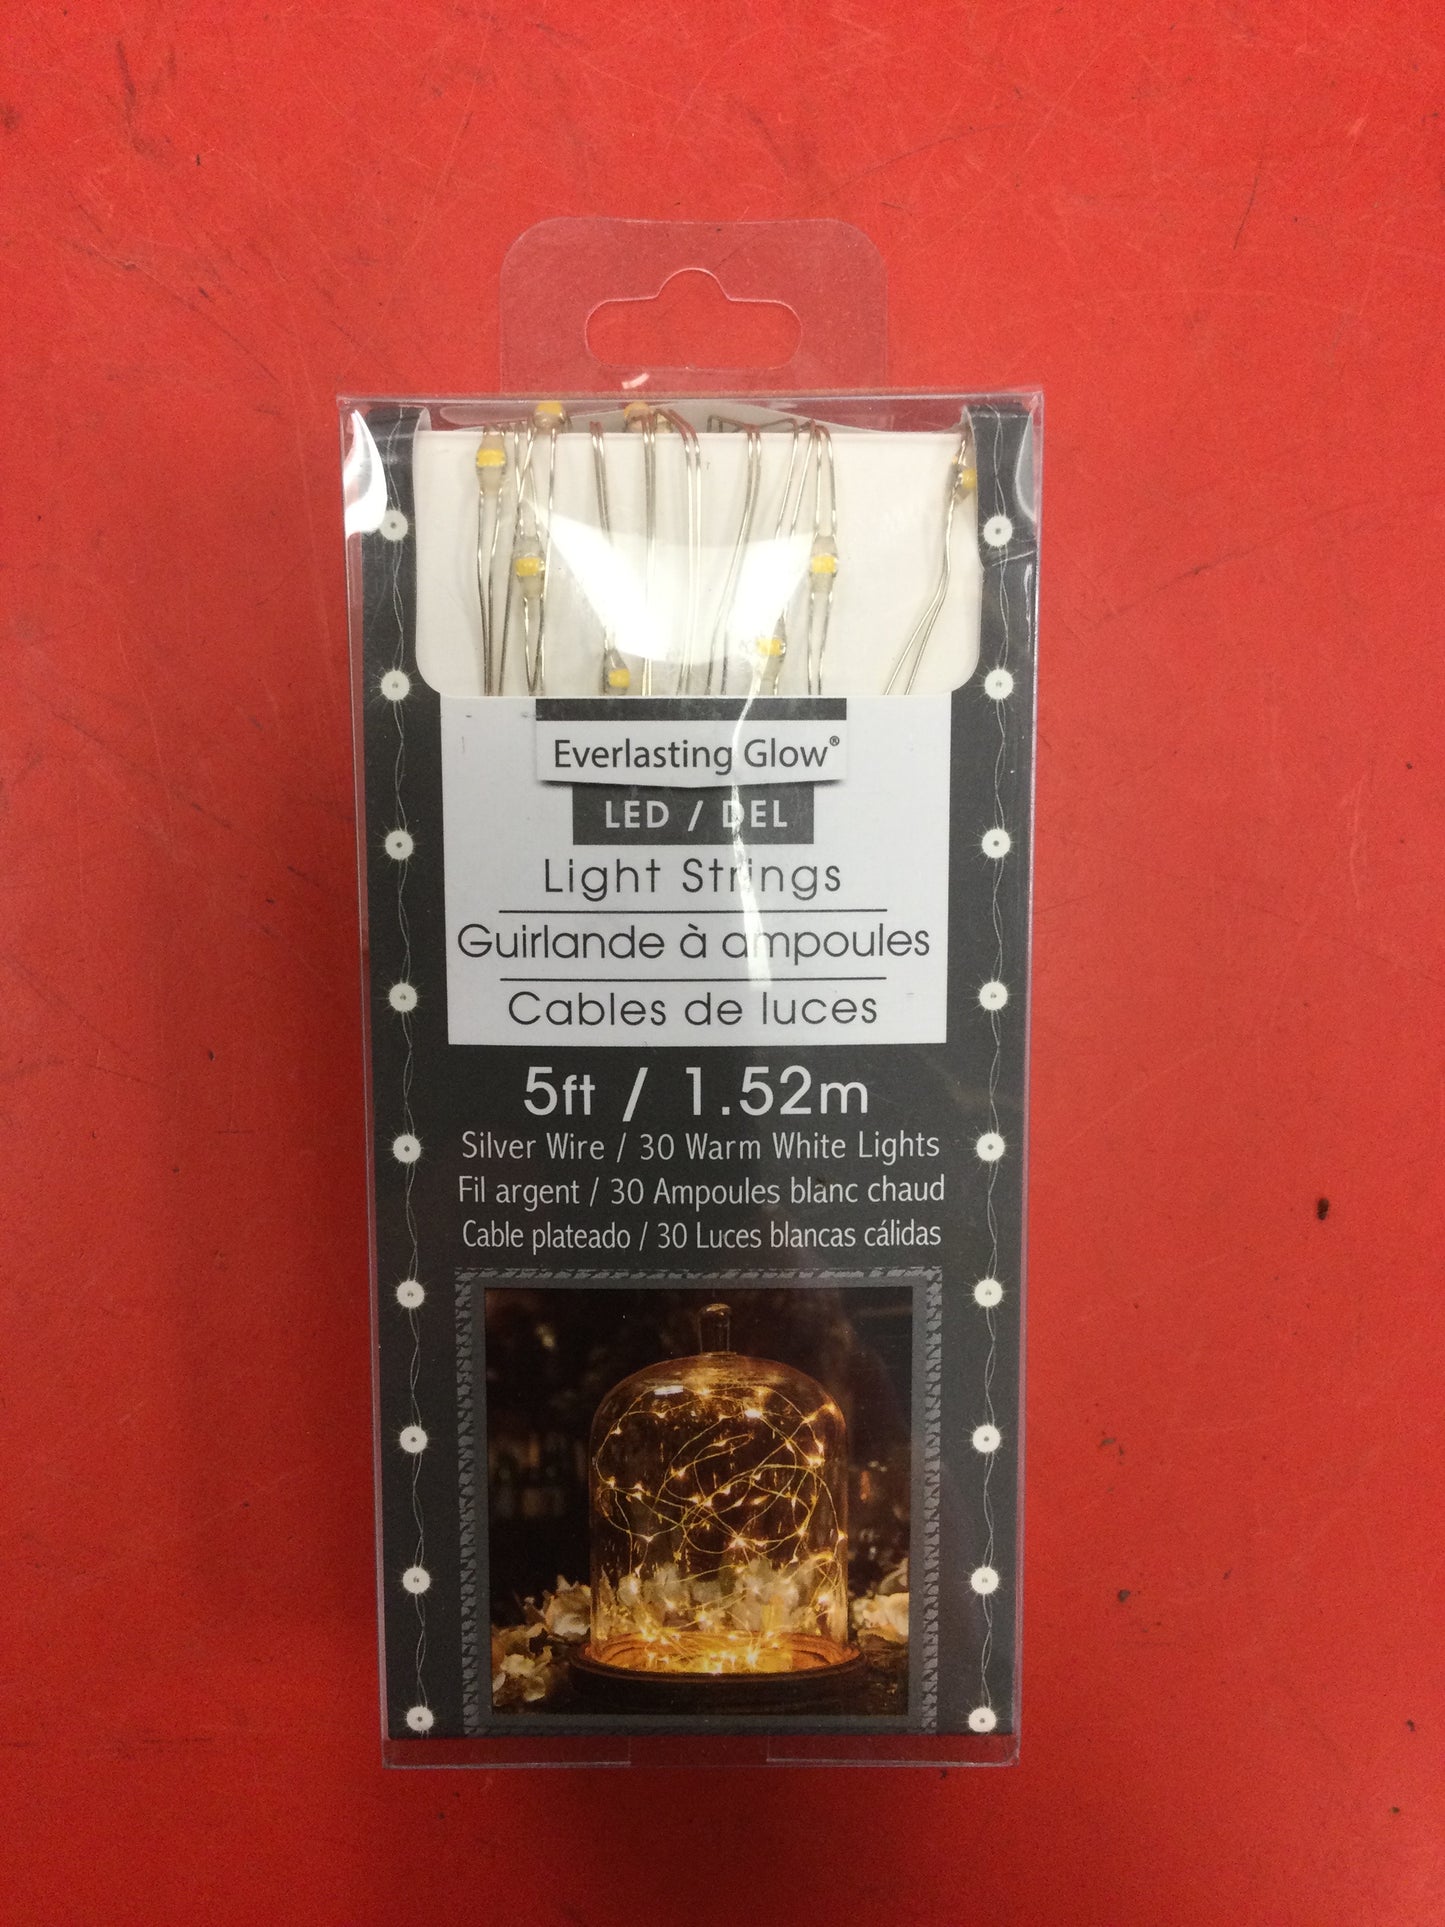 Everlasting Glow®
LED / DEL
Light Strings
Guirlande à ampoules
Cables de luces
5ft / 1.52m
Silver Wire / 30 Warm White Lights
Fil argent / 30 Ampoules blanc chaud
Cable plateado / 30 Luces blancas cálidas